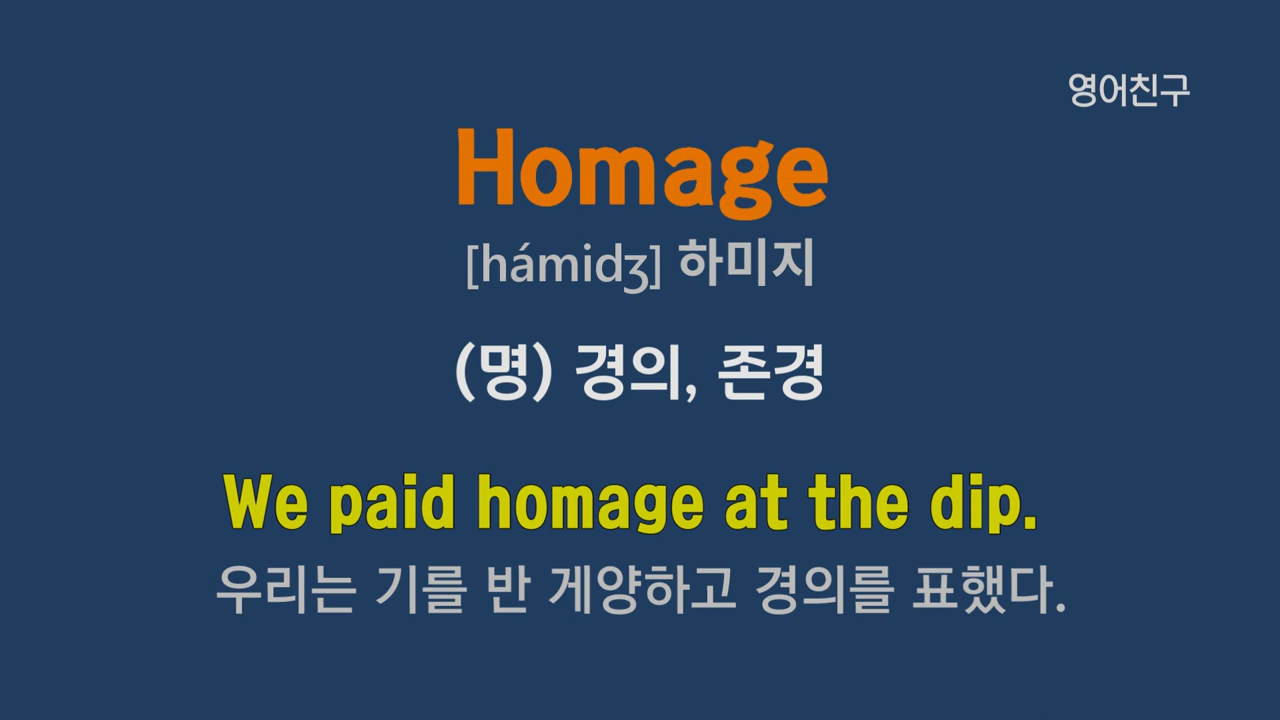 영어친구
Homage
[hámidʒ] 하미지
(명) 경의, 존경
We paid homage at the dip.
우리는 기를 반 게양하고 경의를 표했다.